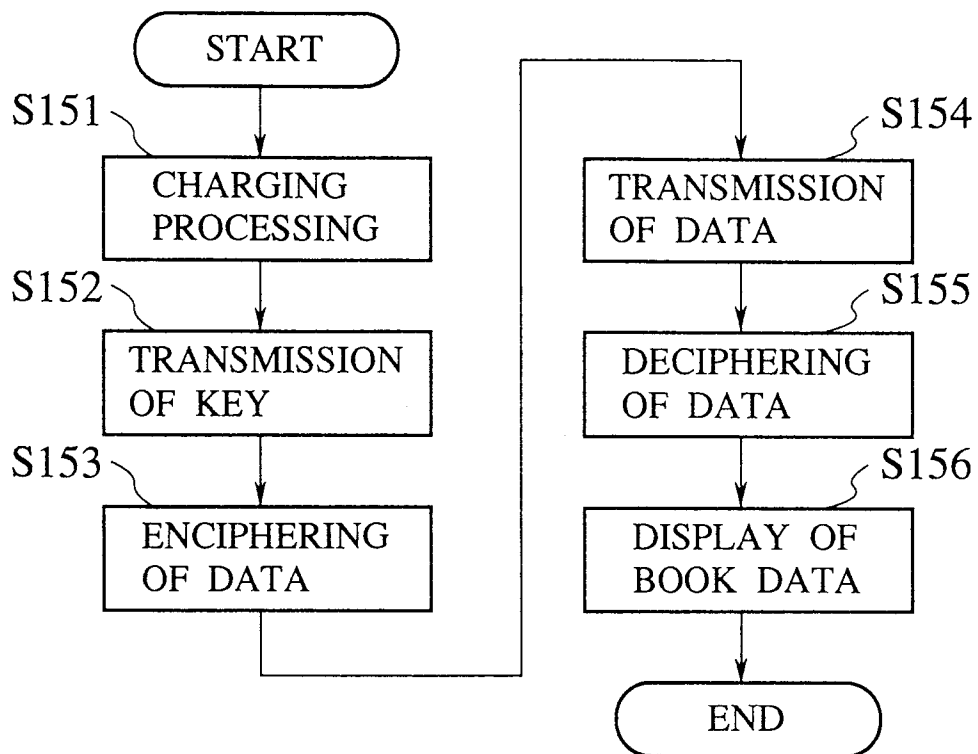 START
S151
CHARGING
PROCESSING
S152
TRANSMISSION
OF KEY
S153
ENCIPHERING
OF DATA
S154
TRANSMISSION
OF DATA
S155
DECIPHERING
OF DATA
S156
DISPLAY OF
BOOK DATA
END